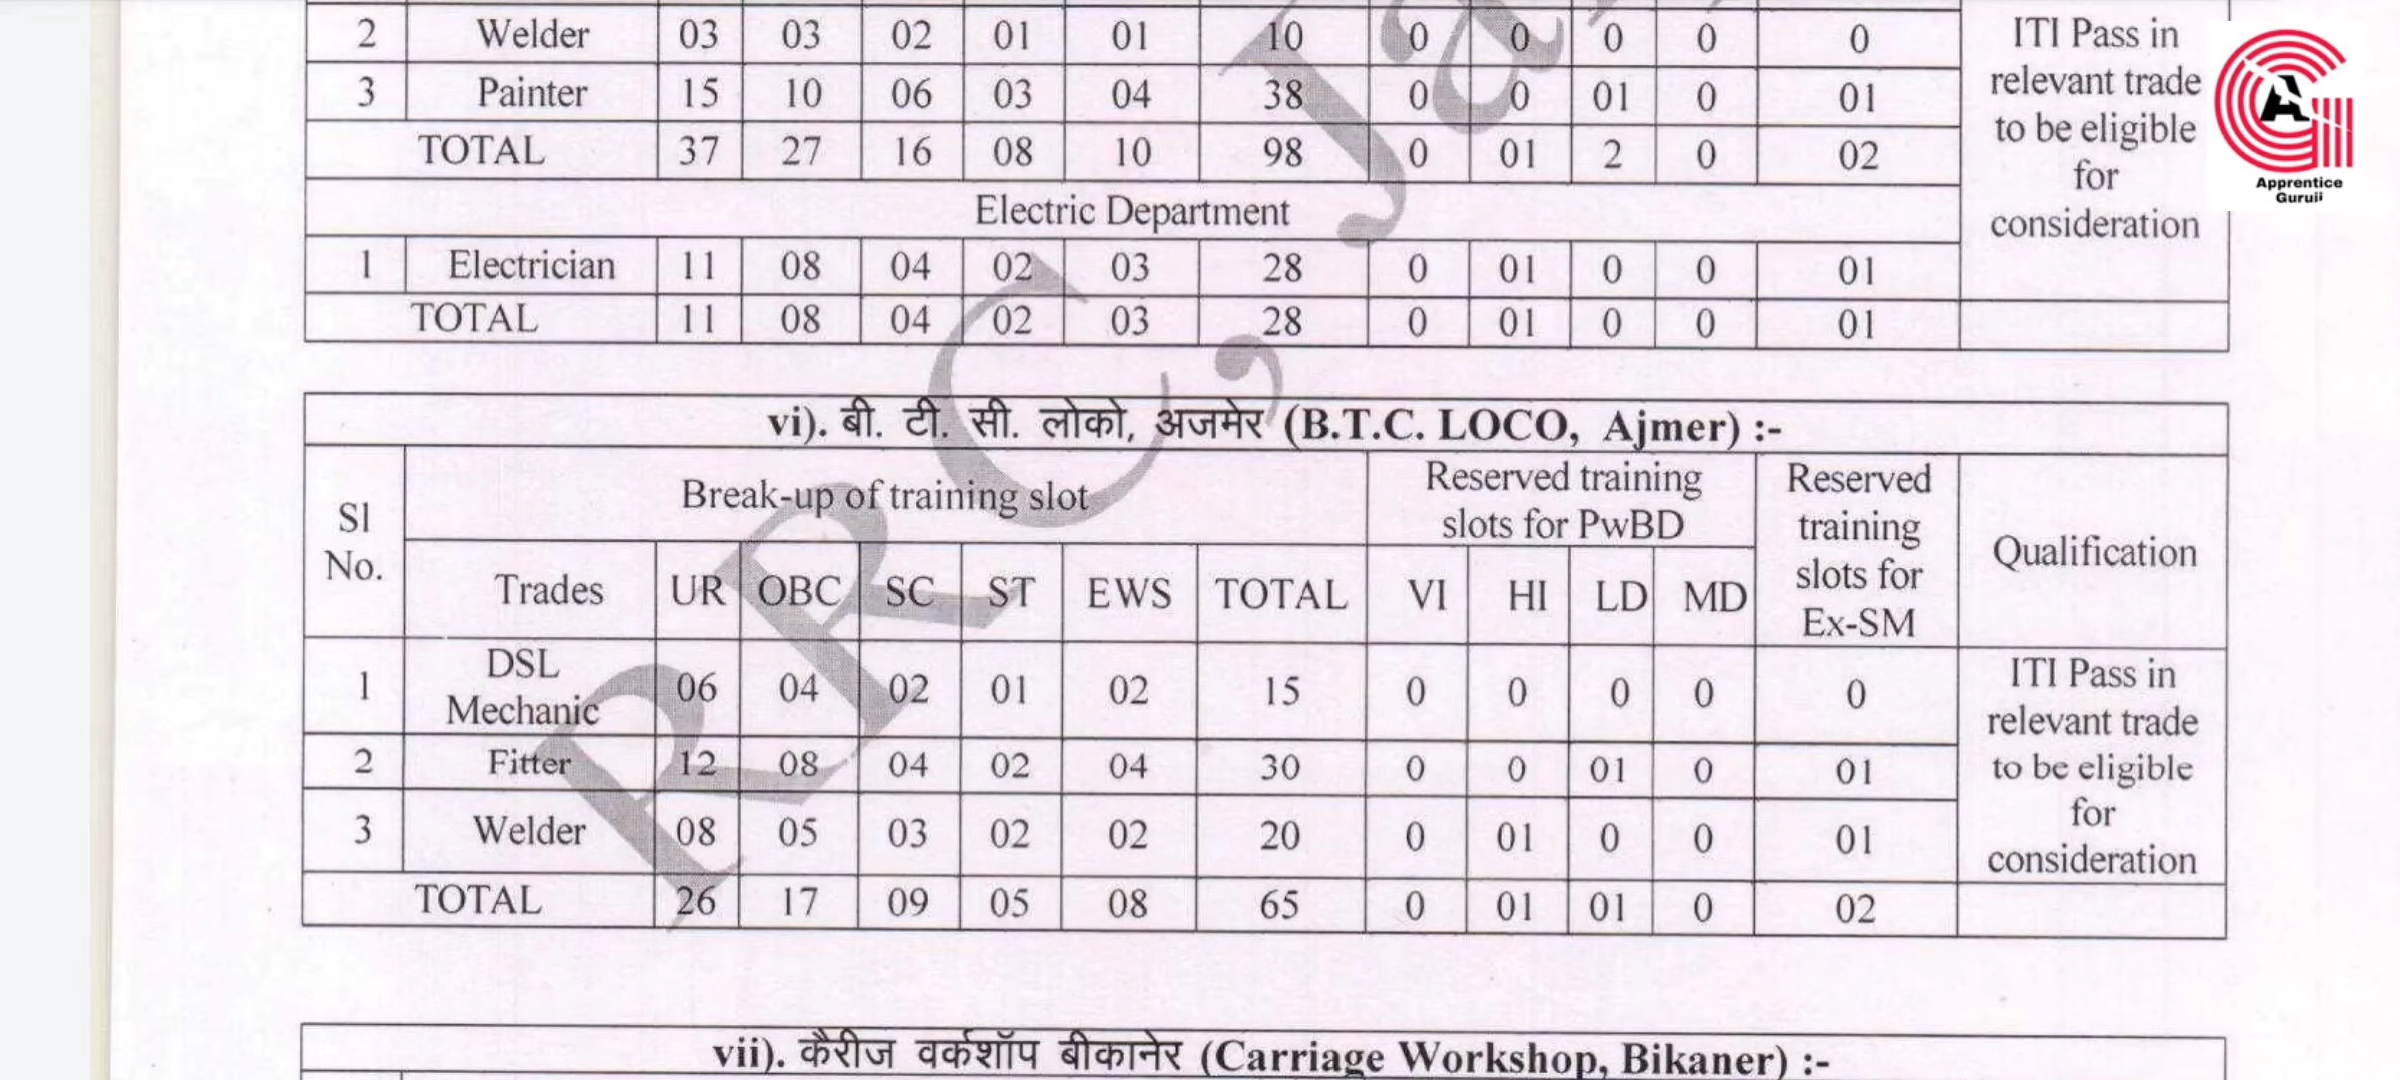 2 Welder 03 03 02 01 01 10 0 0 0 0 0
3 Painter 15 10 06 03 04 38 0 0 01 0 01
TOTAL 37 27 16 08 10 98 0 01 2 0 02
ITI Pass in
relevant trade
to be eligible
for
consideration
Electric Department
1 Electrician 11 08 04 02 03 28 0 01 0 0 01
TOTAL 11 08 04 02 03 28 0 01 0 0 01
A
Apprentice
Guruii
vi). बी. टी. सी. लोको, अजमेर (B.T.C. LOCO, Ajmer) :-
Sl
No.
Break-up of training slot
Reserved training
slots for PwBD
Reserved
training
slots for
Ex-SM
Qualification
Trades UR OBC SC ST EWS TOTAL VI HI LD MD
1 DSL
Mechanic 06 04 02 01 02 15 0 0 0 0 0
2 Fitter 12 08 04 02 04 30 0 0 01 0 01
3 Welder 08 05 03 02 02 20 0 01 0 0 01
TOTAL 26 17 09 05 08 65 0 01 01 0 02
ITI Pass in
relevant trade
to be eligible
for
consideration
RRC, Ja
vii). कैरीज वर्कशॉप बीकानेर (Carriage Workshop, Bikaner) :-